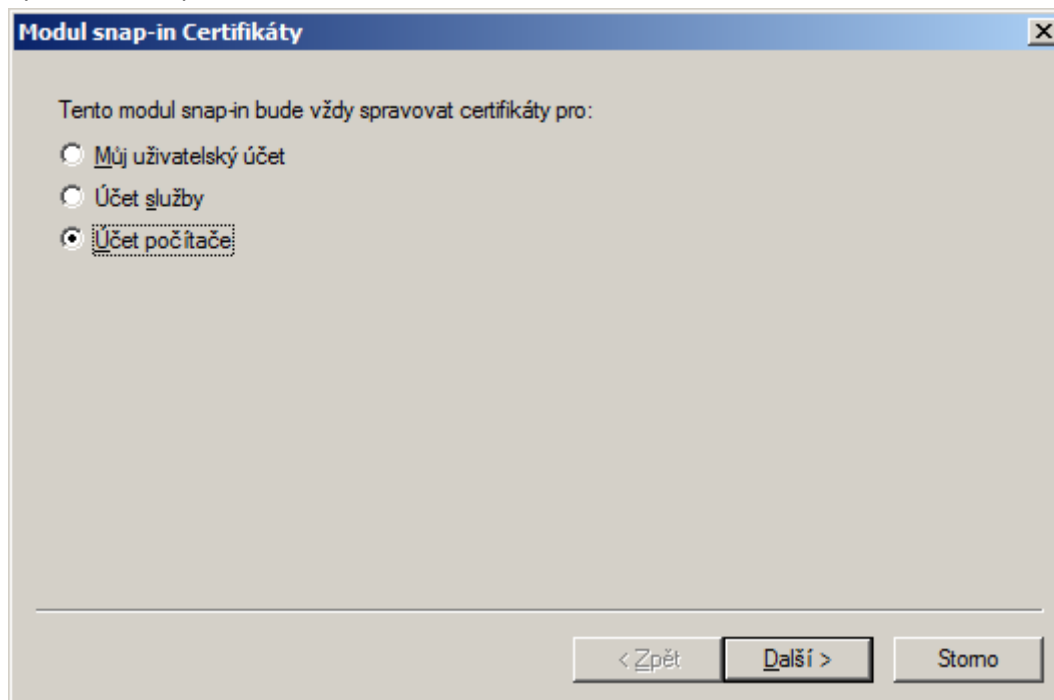 Modul snap-in Certifikáty
Tento modul snap-in bude vždy spravovat certifikáty pro:
Můj uživatelský účet
Účet služby
Účet počítače
< Zpět
Další >
Storno